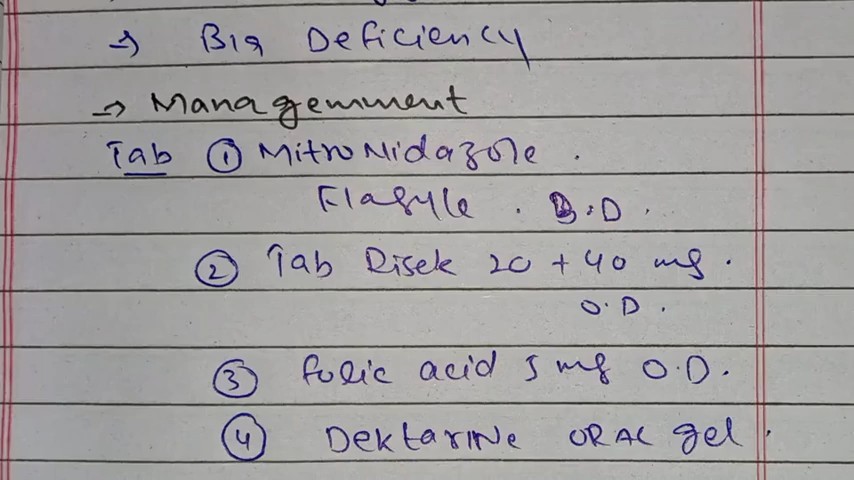 → B12 Deficiency
→ Managemment
Tab ① Mitronidazole .
Flagyle . B.D.
② Tab Risek 20 + 40 mg.
O.D.
③ folic acid 5 mg O.D.
④ Dektarine ORAL gel.